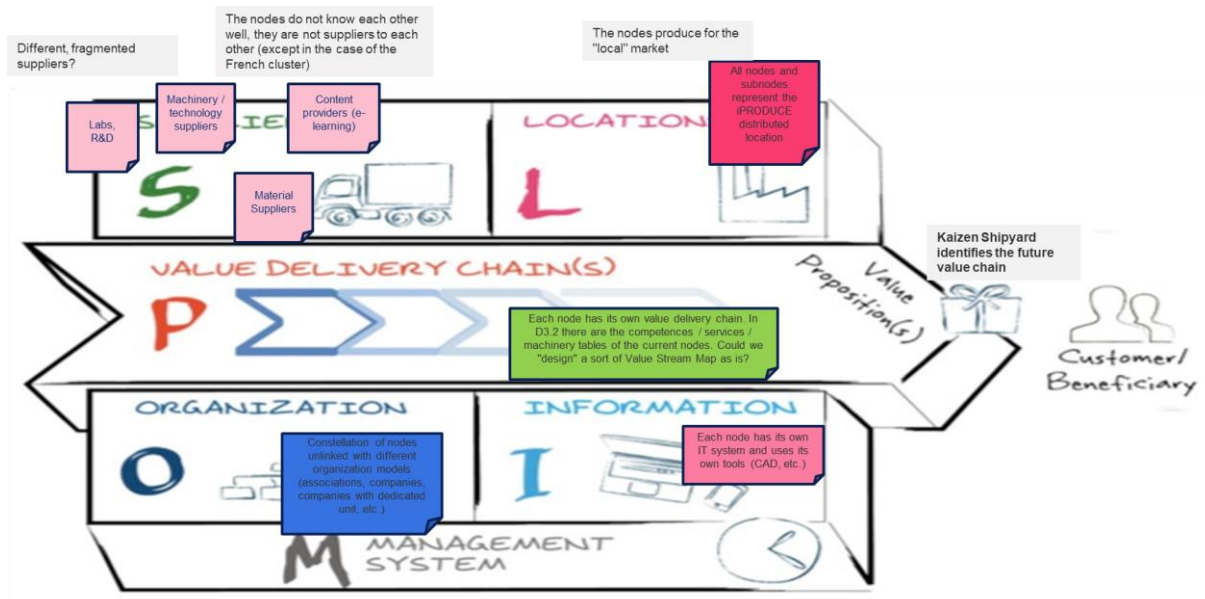 The nodes do not know each other
well, they are not suppliers to each
other (except in the case of the
French cluster)
Different, fragmented
suppliers?
The nodes produce for the
"local" market
Labs,
R&D
Machinery /
technology
suppliers
Content
providers (e-
learning)
Material
Suppliers
S
LOCATION
L
All nodes and
subnodes
represent the
iPRODUCE
distributed
location
VALUE DELIVERY CHAIN(S)
P
Each node has its own value delivery chain. In
D3.2 there are the competences / services /
machinery tables of the current nodes. Could we
"design" a sort of Value Stream Map as is?
Value
Proposition(s)
Kaizen Shipyard
identifies the future
value chain
Customer/
Beneficiary
ORGANIZATION
O
Constellation of nodes
unlinked with different
organization models
(associations, companies,
companies with dedicated
unit, etc.)
INFORMATION
I
Each node has its own
IT system and uses its
own tools (CAD, etc.)
M MANAGEMENT
SYSTEM